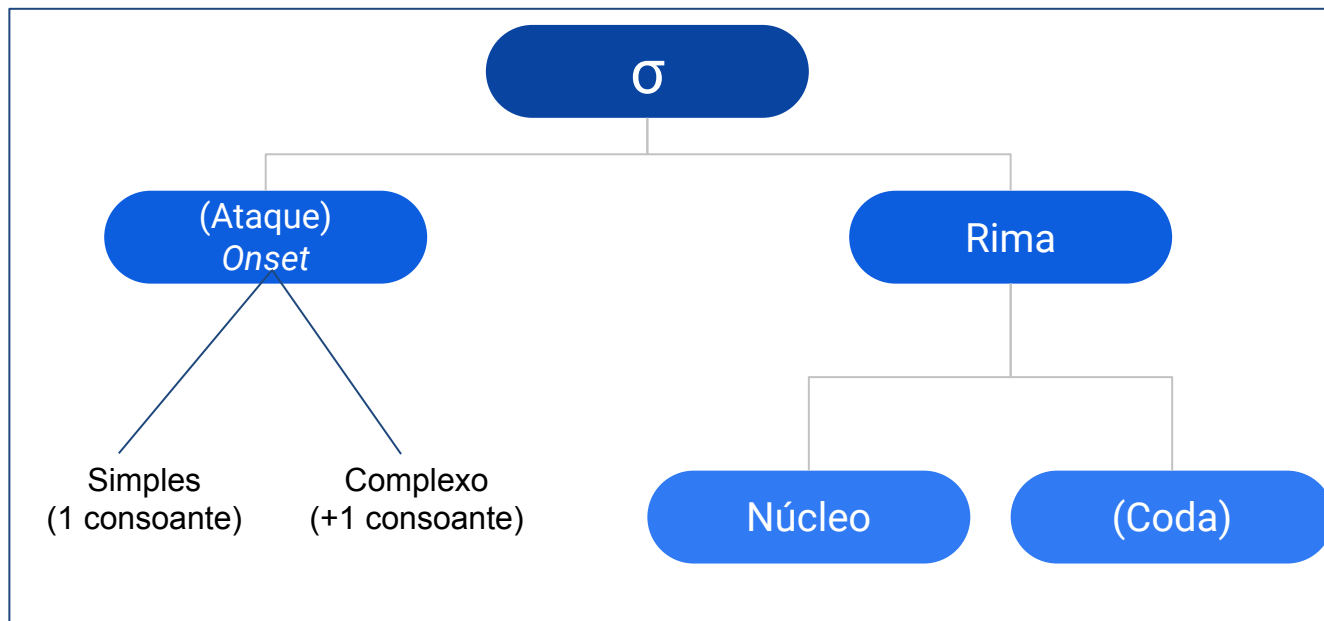 σ
(Ataque)
Onset
Rima
Simples
(1 consoante)
Complexo
(+1 consoante)
Núcleo
(Coda)